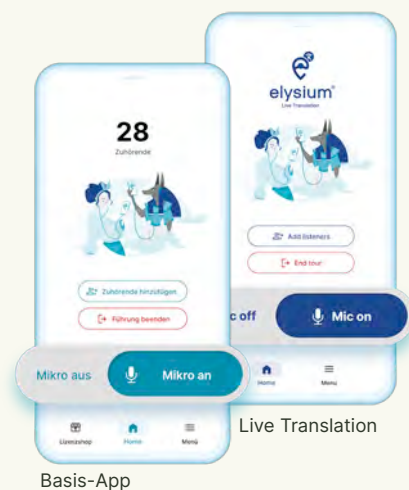 28
Zuhörende
Zuhörende hinzufügen
Führung beenden
Mikro aus
Mikro an
Lizenzshop
Home
Menü
Basis-App
elysium®
Live Translation
Add listeners
End tour
c off
Mic on
Home
Menü
Live Translation